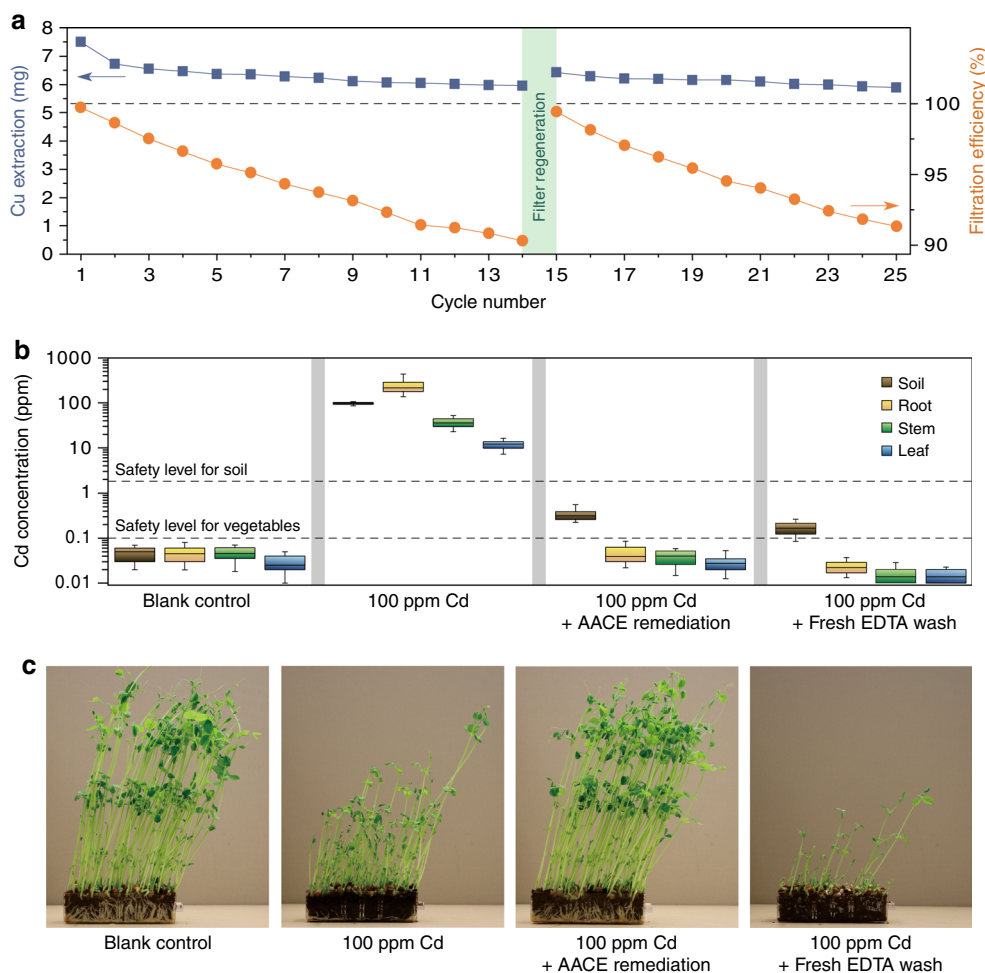 a
Cu extraction (mg)
8
7
6
5
4
3
2
1
0
Filter regeneration
100
95
90
Filtration efficiency (%)
1 3 5 7 9 11 13 15 17 19 21 23 25
Cycle number
b
Cd concentration (ppm)
1000
100
10
1
0.1
0.01
Safety level for soil
Safety level for vegetables
Soil
Root
Stem
Leaf
Blank control
100 ppm Cd
100 ppm Cd
+ AACE remediation
100 ppm Cd
+ Fresh EDTA wash
c
Blank control
100 ppm Cd
100 ppm Cd
+ AACE remediation
100 ppm Cd
+ Fresh EDTA wash